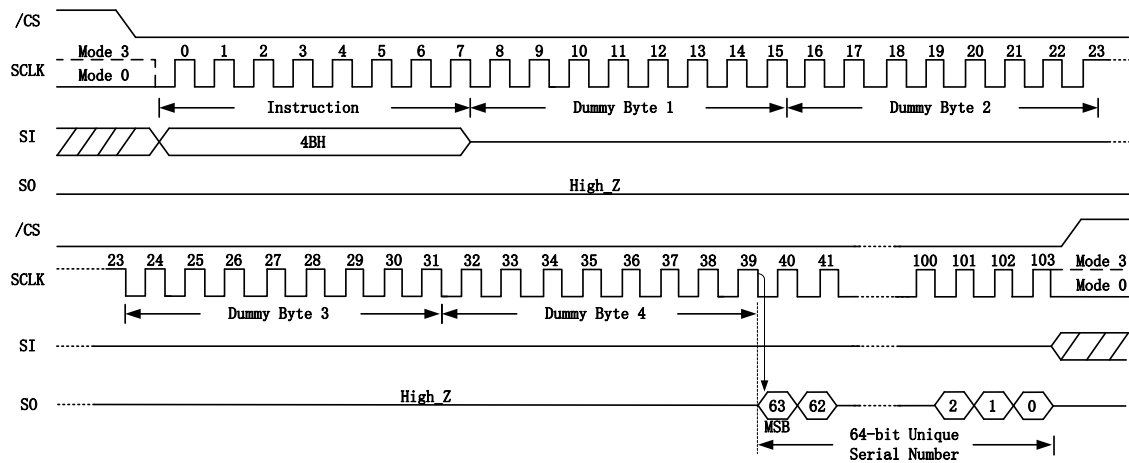 /CS
Mode 3 0 1 2 3 4 5 6 7 8 9 10 11 12 13 14 15 16 17 18 19 20 21 22 23
SCLK Mode 0
Instruction Dummy Byte 1 Dummy Byte 2
SI 4BH
SO High_Z
/CS
23 24 25 26 27 28 29 30 31 32 33 34 35 36 37 38 39 40 41 100 101 102 103 Mode 3
SCLK Mode 0
Dummy Byte 3 Dummy Byte 4
SI
High_Z
SO 63 62 2 1 0
MSB 64-bit Unique
Serial Number